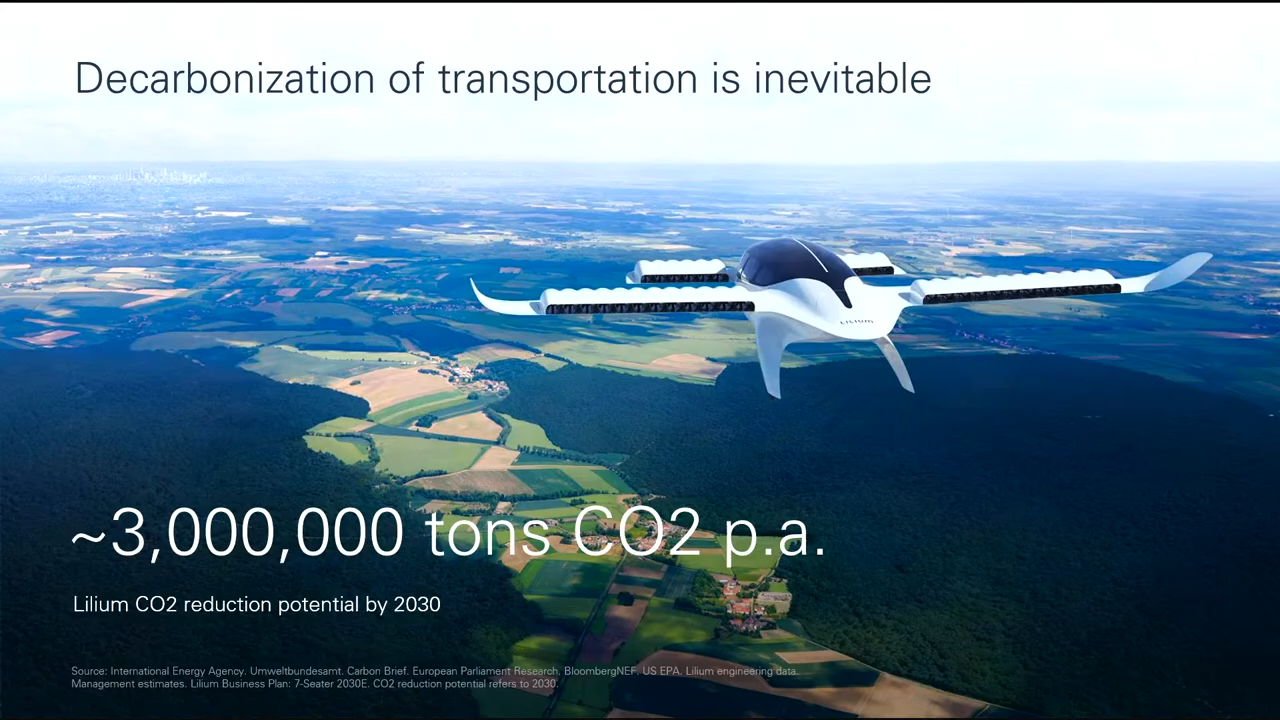 Decarbonization of transportation is inevitable
LILIUM
~3,000,000 tons CO2 p.a.
Lilium CO2 reduction potential by 2030
Source: International Energy Agency. Umweltbundesamt. Carbon Brief. European Parliament Research. BloombergNEF. US EPA. Lilium engineering data.
Management estimates. Lilium Business Plan: 7-Seater 2030E. CO2 reduction potential refers to 2030.